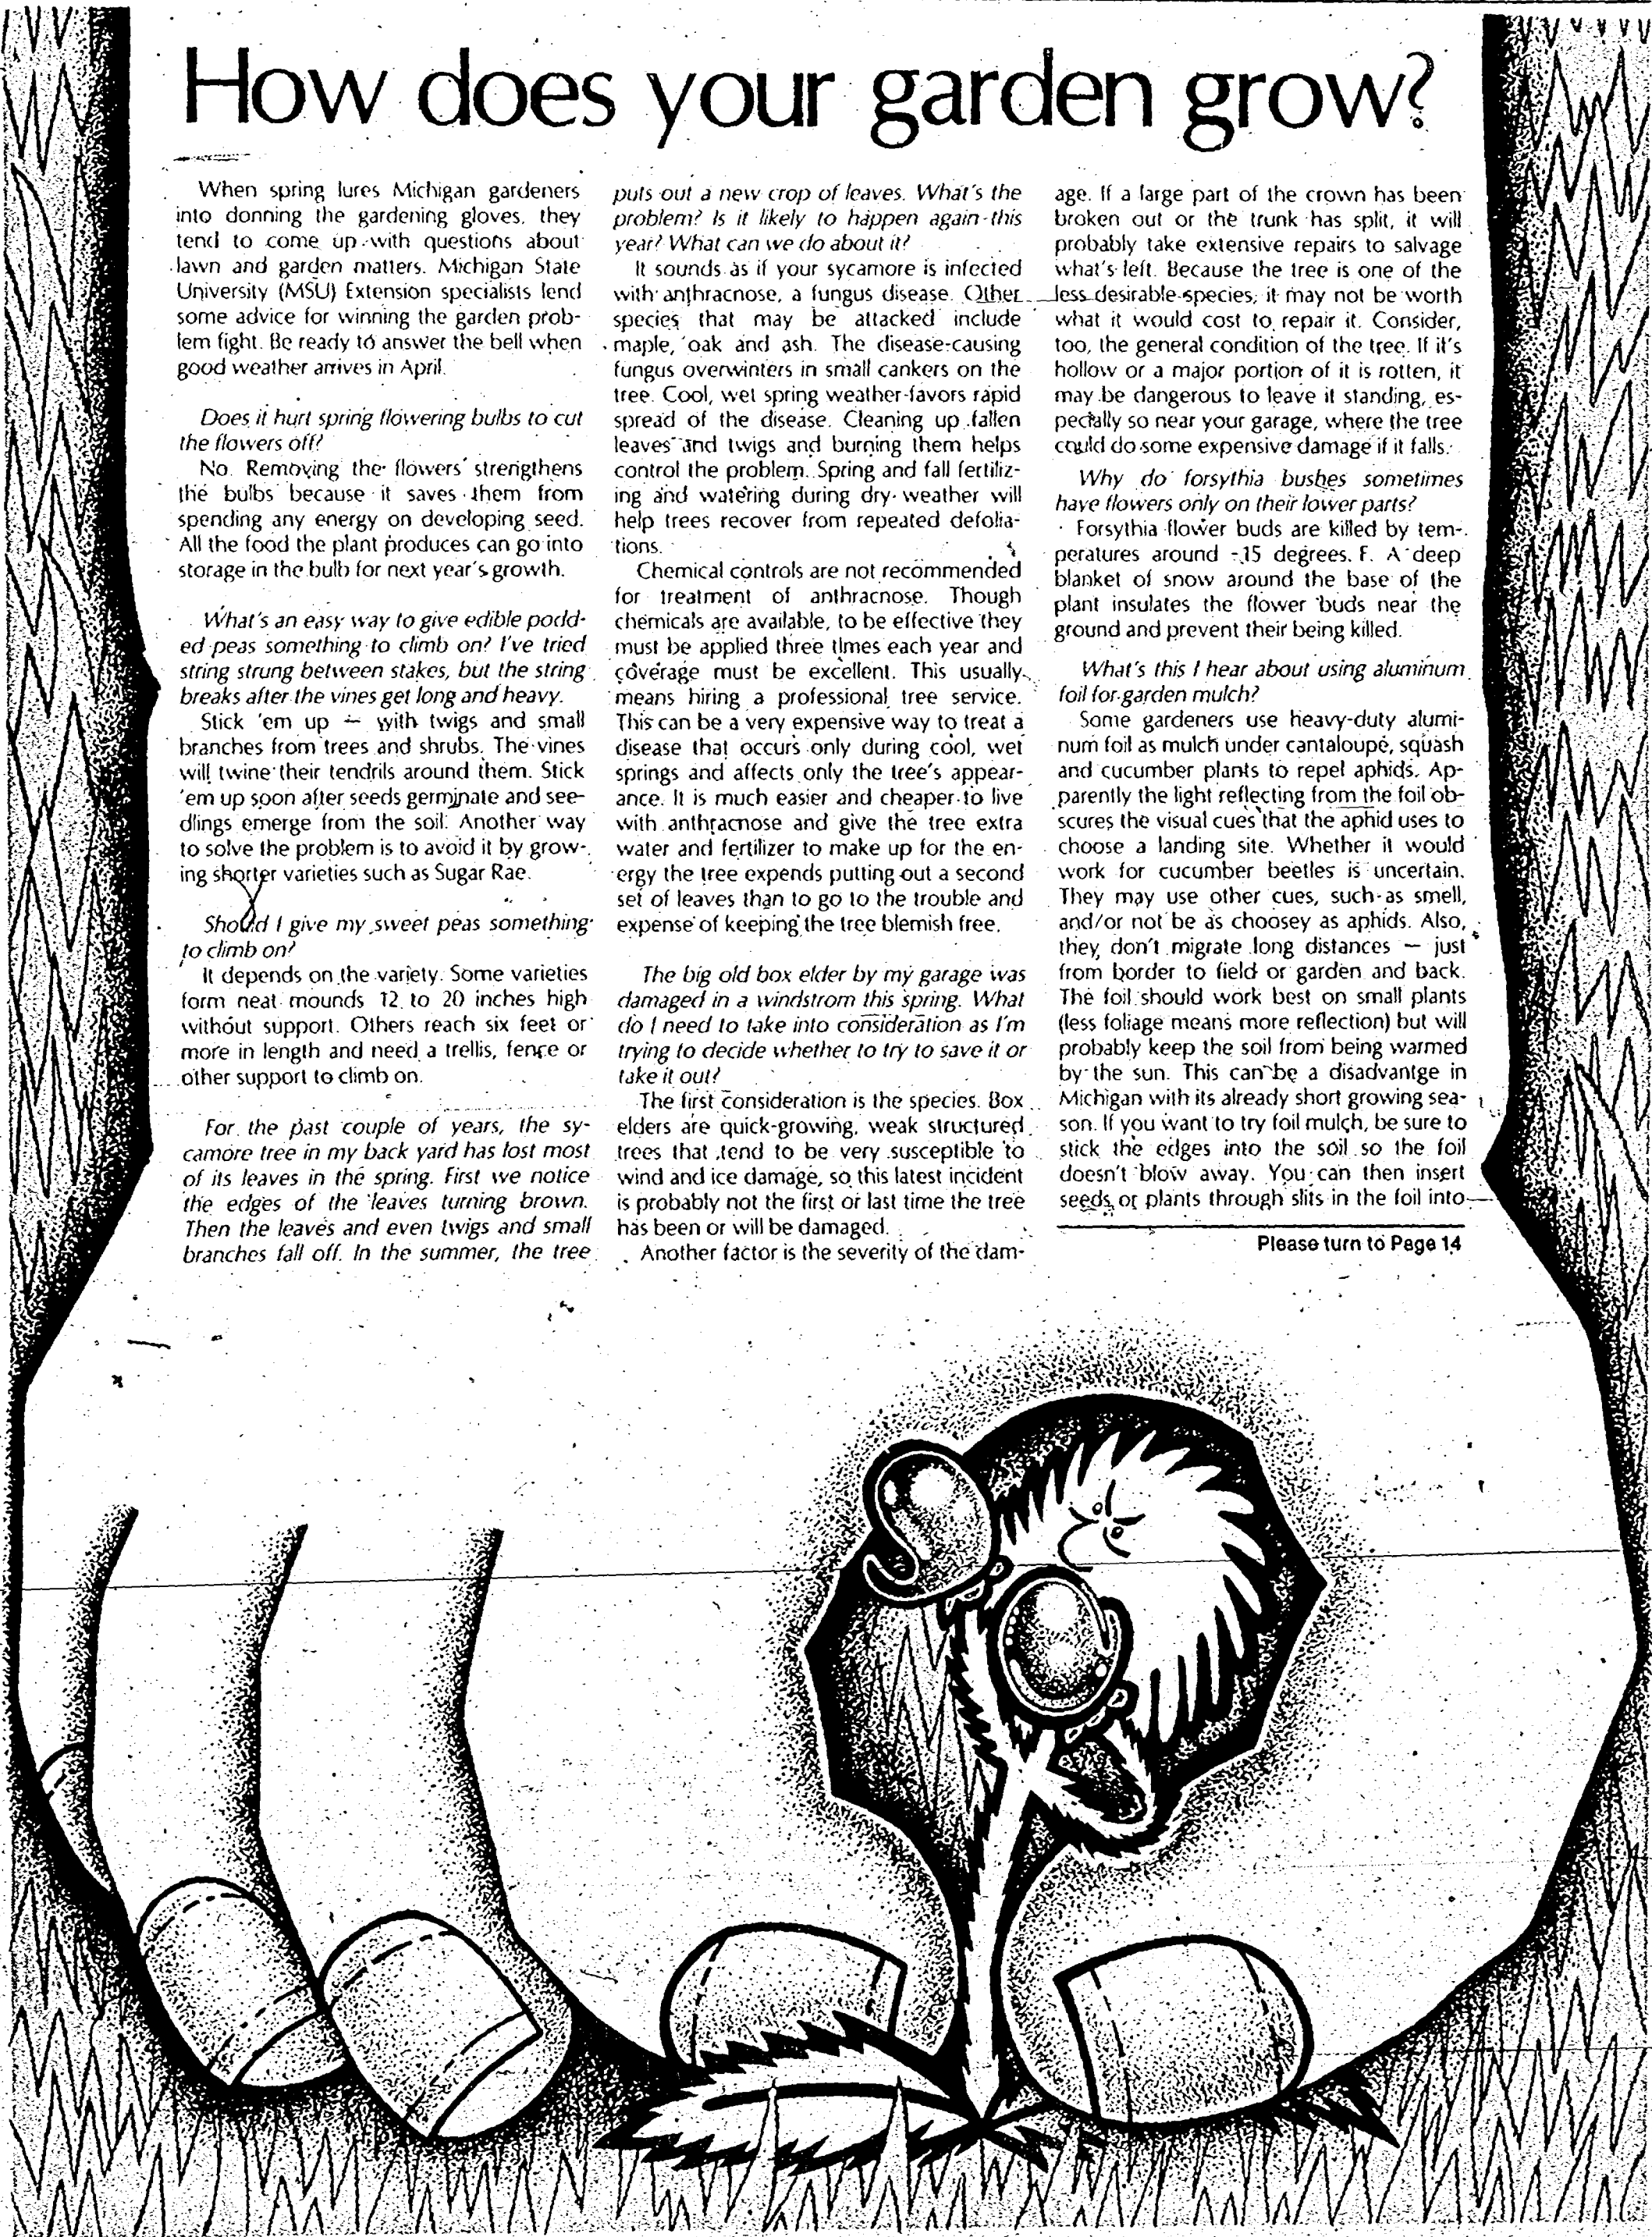 How does your garden grow?
When spring lures Michigan gardeners
into donning the gardening gloves, they
tend to come up with questions about
lawn and garden matters. Michigan State
University (MSU) Extension specialists lend
some advice for winning the garden prob-
lem fight. Be ready to answer the bell when
good weather arrives in April.
Does it hurt spring flowering bulbs to cut
the flowers off?
No. Removing the flowers strengthens
the bulbs because it saves them from
spending any energy on developing seed.
All the food the plant produces can go into
storage in the bulb for next year's growth.
What's an easy way to give edible podd-
ed peas something to climb on? I've tried
string strung between stakes, but the string
breaks after the vines get long and heavy.
Stick 'em up — with twigs and small
branches from trees and shrubs. The vines
will twine their tendrils around them. Stick
'em up soon after seeds germinate and see-
dlings emerge from the soil. Another way
to solve the problem is to avoid it by grow-
ing shorter varieties such as Sugar Rae.
Should I give my sweet peas something
to climb on?
It depends on the variety. Some varieties
form neat mounds 12 to 20 inches high
without support. Others reach six feet or
more in length and need a trellis, fence or
other support to climb on.
For the past couple of years, the sy-
camore tree in my back yard has lost most
of its leaves in the spring. First we notice
the edges of the leaves turning brown.
Then the leaves and even twigs and small
branches fall off. In the summer, the tree
puts out a new crop of leaves. What's the
problem? Is it likely to happen again this
year? What can we do about it?
It sounds as if your sycamore is infected
with anthracnose, a fungus disease. Other
species that may be attacked include
maple, oak and ash. The disease-causing
fungus overwinters in small cankers on the
tree. Cool, wet spring weather favors rapid
spread of the disease. Cleaning up fallen
leaves and twigs and burning them helps
control the problem. Spring and fall fertiliz-
ing and watering during dry weather will
help trees recover from repeated defolia-
tions.
Chemical controls are not recommended
for treatment of anthracnose. Though
chemicals are available, to be effective they
must be applied three times each year and
coverage must be excellent. This usually
means hiring a professional tree service.
This can be a very expensive way to treat a
disease that occurs only during cool, wet
springs and affects only the tree's appear-
ance. It is much easier and cheaper to live
with anthracnose and give the tree extra
water and fertilizer to make up for the en-
ergy the tree expends putting out a second
set of leaves than to go to the trouble and
expense of keeping the tree blemish free.
The big old box elder by my garage was
damaged in a windstrom this spring. What
do I need to take into consideration as I'm
trying to decide whether to try to save it or
take it out?
The first consideration is the species. Box
elders are quick-growing, weak structured
trees that tend to be very susceptible to
wind and ice damage, so this latest incident
is probably not the first or last time the tree
has been or will be damaged.
Another factor is the severity of the dam-
age. If a large part of the crown has been
broken out or the trunk has split, it will
probably take extensive repairs to salvage
what's left. Because the tree is one of the
less desirable species, it may not be worth
what it would cost to repair it. Consider,
too, the general condition of the tree. If it's
hollow or a major portion of it is rotten, it
may be dangerous to leave it standing, es-
pecially so near your garage, where the tree
could do some expensive damage if it falls.
Why do forsythia bushes sometimes
have flowers only on their lower parts?
Forsythia flower buds are killed by tem-
peratures around -15 degrees F. A deep
blanket of snow around the base of the
plant insulates the flower buds near the
ground and prevent their being killed.
What's this I hear about using aluminum
foil for garden mulch?
Some gardeners use heavy-duty alumi-
num foil as mulch under cantaloupe, squash
and cucumber plants to repel aphids. Ap-
parently the light reflecting from the foil ob-
scures the visual cues that the aphid uses to
choose a landing site. Whether it would
work for cucumber beetles is uncertain.
They may use other cues, such as smell,
and/or not be as choosey as aphids. Also,
they don't migrate long distances — just
from border to field or garden and back.
The foil should work best on small plants
(less foliage means more reflection) but will
probably keep the soil from being warmed
by the sun. This can be a disadvantge in
Michigan with its already short growing sea-
son. If you want to try foil mulch, be sure to
stick the edges into the soil so the foil
doesn't blow away. You can then insert
seeds or plants through slits in the foil into
Please turn to Page 14